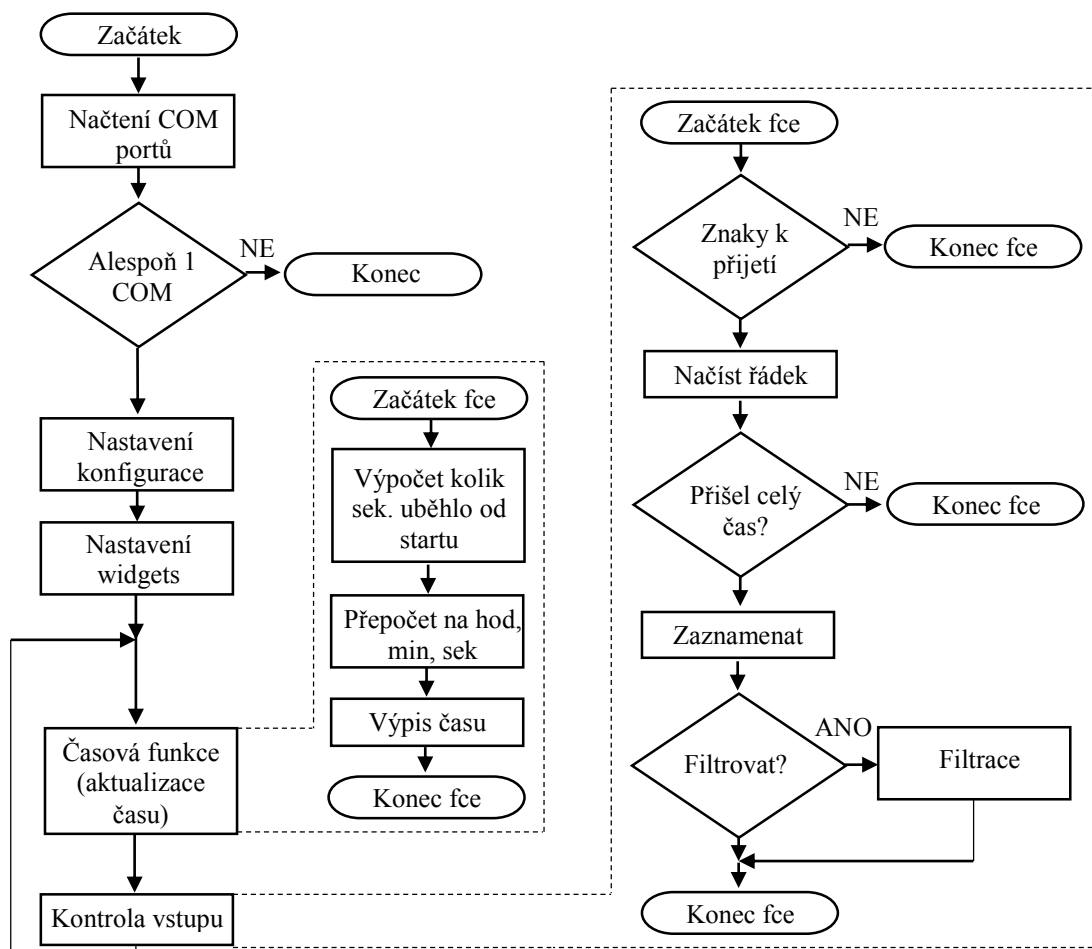 Začátek
Načtení COM
portů
Alespoň 1
COM
NE
Konec
Nastavení
konfigurace
Nastavení
widgets
Časová funkce
(aktualizace
času)
Kontrola vstupu
Začátek fce
Výpočet kolik
sek. uběhlo od
startu
Přepočet na hod,
min, sek
Výpis času
Konec fce
Začátek fce
Znaky k
přijetí
NE
Konec fce
Načíst řádek
Přišel celý
čas?
NE
Konec fce
Zaznamenat
Filtrovat?
ANO
Filtrace
Konec fce